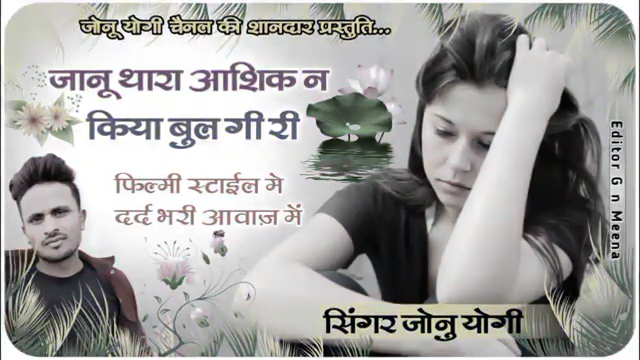 जोनू योगी चैनल की शानदार प्रस्तुति...
जानू थारा आशिक न
किया बुल गी री
फिल्मी स्टाईल मे
दर्द भरी आवाज़ में
सिंगर जोनु योगी
Editor G n Meena